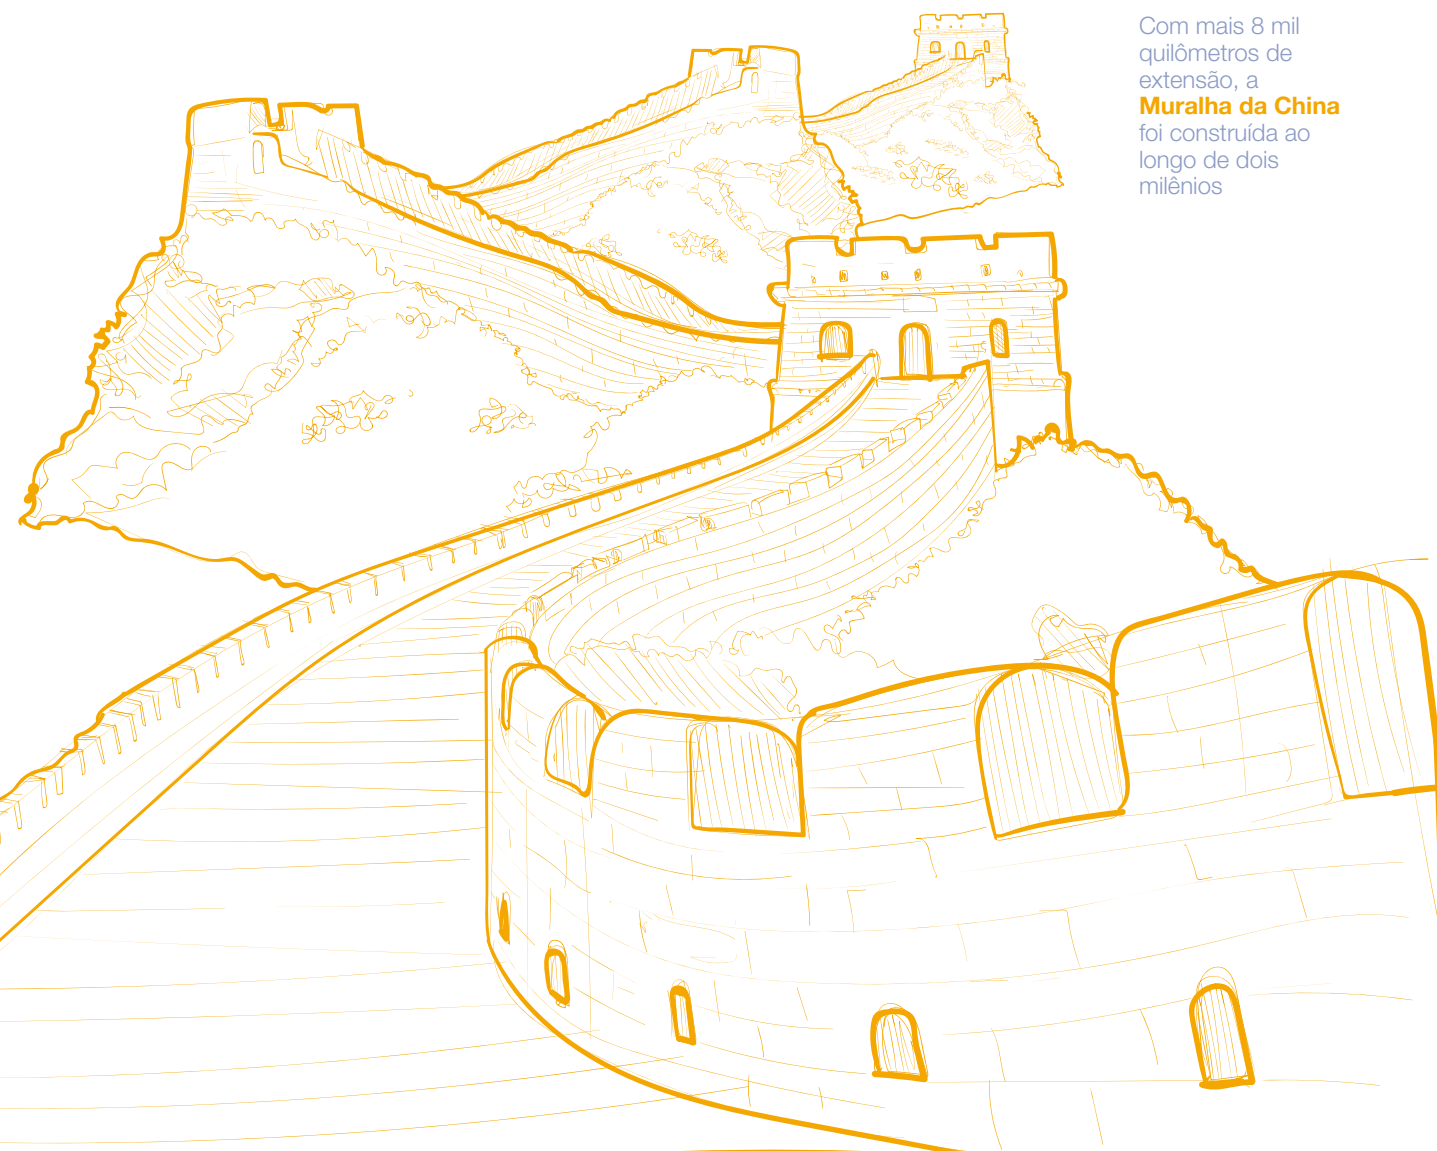 Com mais 8 mil
quilômetros de
extensão, a
Muralha da China
foi construída ao
longo de dois
milênios